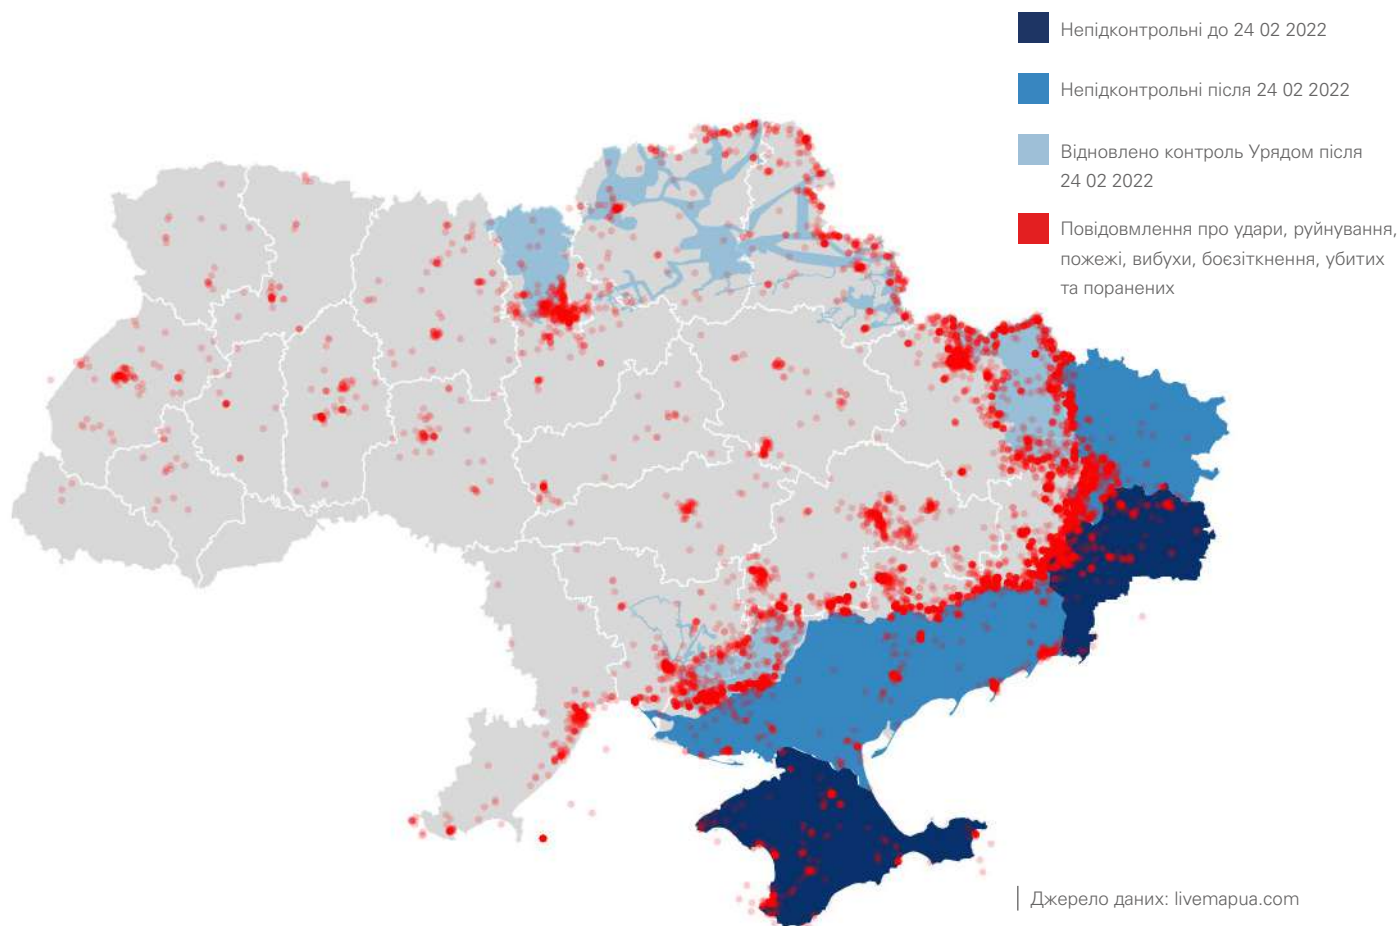 Непідконтрольні до 24 02 2022
Непідконтрольні після 24 02 2022
Відновлено контроль Урядом після
24 02 2022
Повідовмлення про удари, руйнування,
пожежі, вибухи, боєзіткнення, убитих
та поранених
Джерело даних: livemapua.com